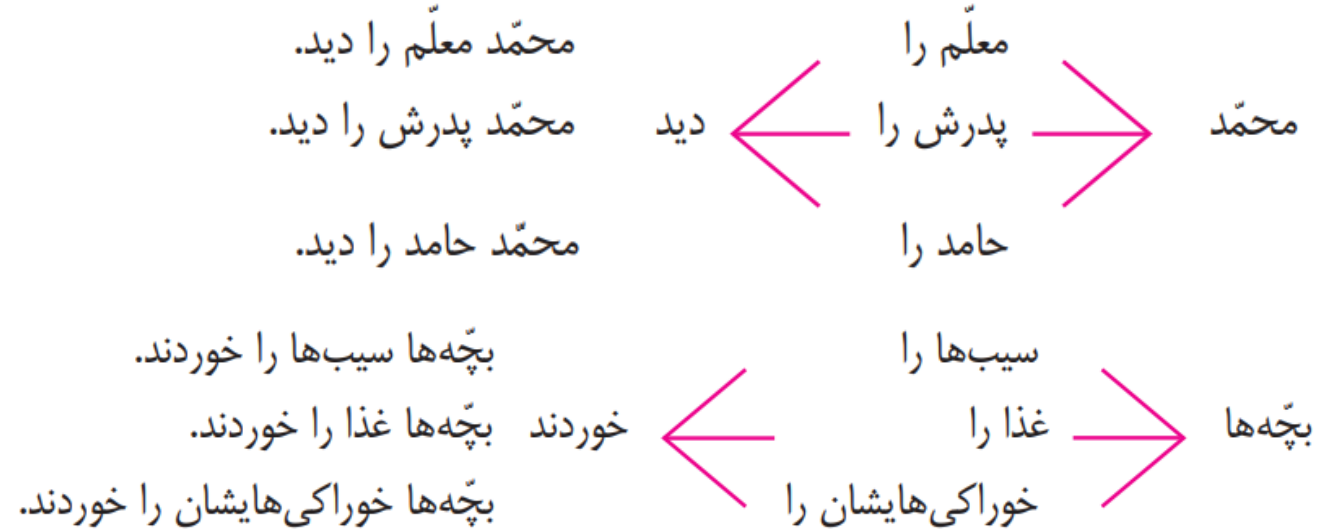 معلّم را محمّد معلّم را دید.
محمّد پدرش را دید محمّد پدرش را دید.
حامد را محمّد حامد را دید.
سیب‌ها را بچّه‌ها سیب‌ها را خوردند.
بچّه‌ها غذا را خوردند بچّه‌ها غذا را خوردند.
خوراکی‌هایشان را بچّه‌ها خوراکی‌هایشان را خوردند.